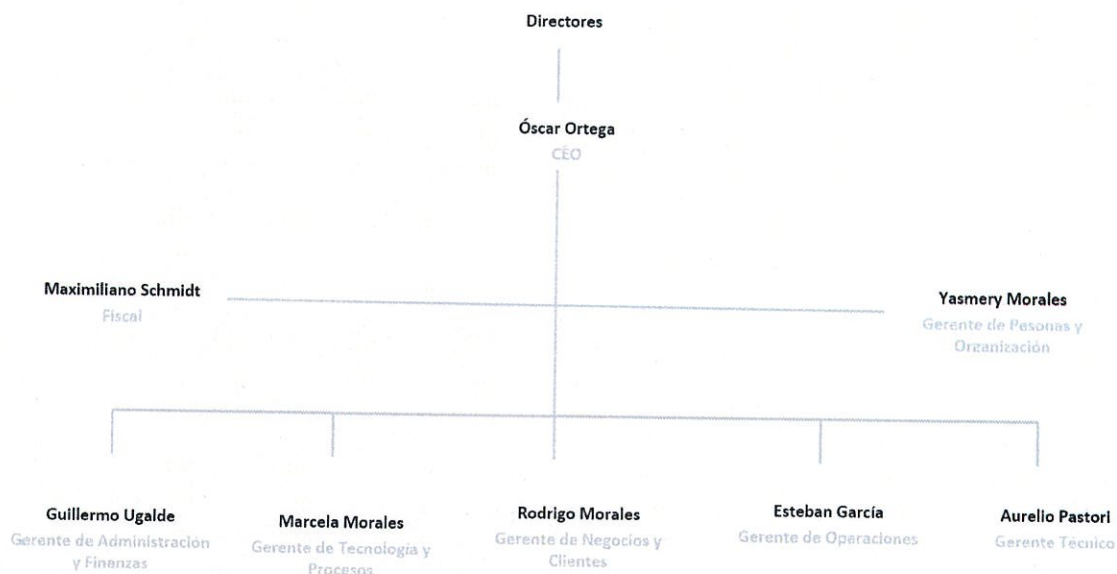 Directores
Óscar Ortega
CEO
Maximiliano Schmidt
Fiscal
Yasmery Morales
Gerente de Pesonas y
Organización
Guillermo Ugalde
Gerente de Administración
y Finanzas
Marcela Morales
Gerente de Tecnología y
Procesos
Rodrigo Morales
Gerente de Negocios y
Clientes
Esteban García
Gerente de Operaciones
Aurelio Pastori
Gerente Técnico